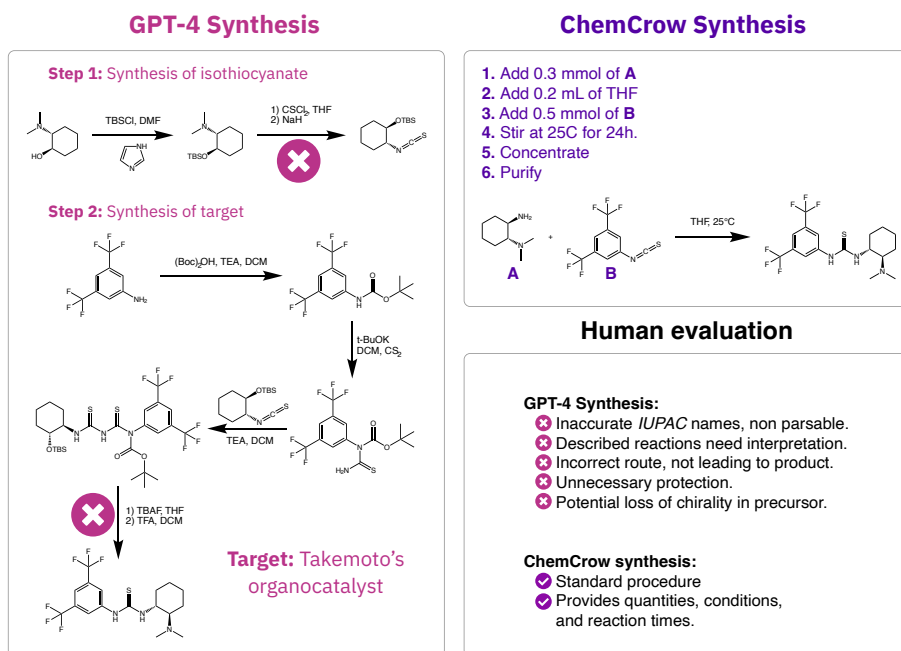 GPT-4 Synthesis
Step 1: Synthesis of isothiocyanate
N
HO
TBSCl, DMF
NH
N
N
TBSO
1) CSCl2, THF
2) NaH
OTBS
N
S
Step 2: Synthesis of target
F
F
F
F
F
F
NH2
(Boc)2OH, TEA, DCM
F
F
F
F
F
F
N
H
O
O
t-BuOK
DCM, CS2
F
F
F
F
F
F
N
O
O
H2N
S
OTBS
N
S
TEA, DCM
S
S
N
H
N
H
N
OTBS
O
O
F
F
F
F
F
F
1) TBAF, THF
2) TFA, DCM
F
F
F
F
F
F
S
N
H
N
H
N
Target: Takemoto's
organocatalyst
ChemCrow Synthesis
1. Add 0.3 mmol of A
2. Add 0.2 mL of THF
3. Add 0.5 mmol of B
4. Stir at 25C for 24h.
5. Concentrate
6. Purify
NH2
N
A
+
F
F
F
F
F
F
N
S
B
THF, 25°C
F
F
F
F
F
F
S
N
H
N
H
N
Human evaluation
GPT-4 Synthesis:
Inaccurate IUPAC names, non parsable.
Described reactions need interpretation.
Incorrect route, not leading to product.
Unnecessary protection.
Potential loss of chirality in precursor.
ChemCrow synthesis:
Standard procedure
Provides quantities, conditions,
and reaction times.